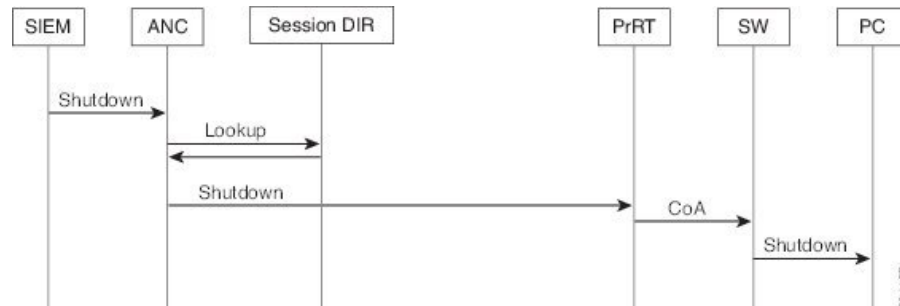 SIEM
ANC
Session DIR
PrRT
SW
PC
Shutdown
Lookup
Shutdown
CoA
Shutdown